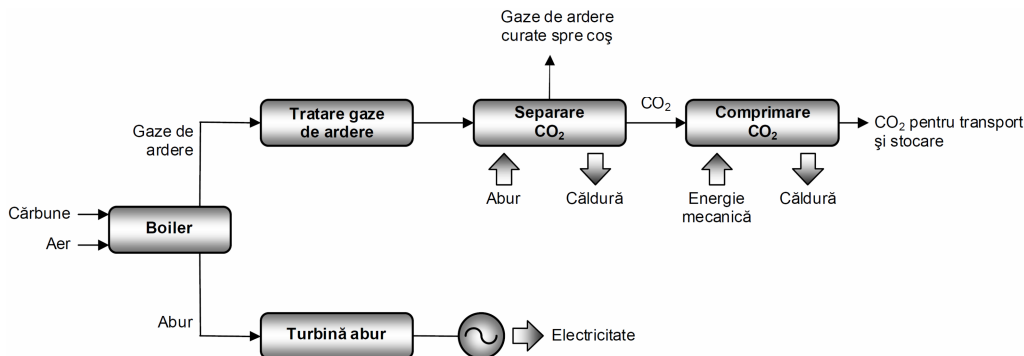 Gaze de ardere
curate spre coş
Tratare gaze
de ardere
Separare
CO₂
CO₂
Comprimare
CO₂
CO₂ pentru transport
şi stocare
Gaze de
ardere
Abur
Căldură
Energie
mecanică
Căldură
Cărbune
Aer
Boiler
Abur
Turbină abur
Electricitate